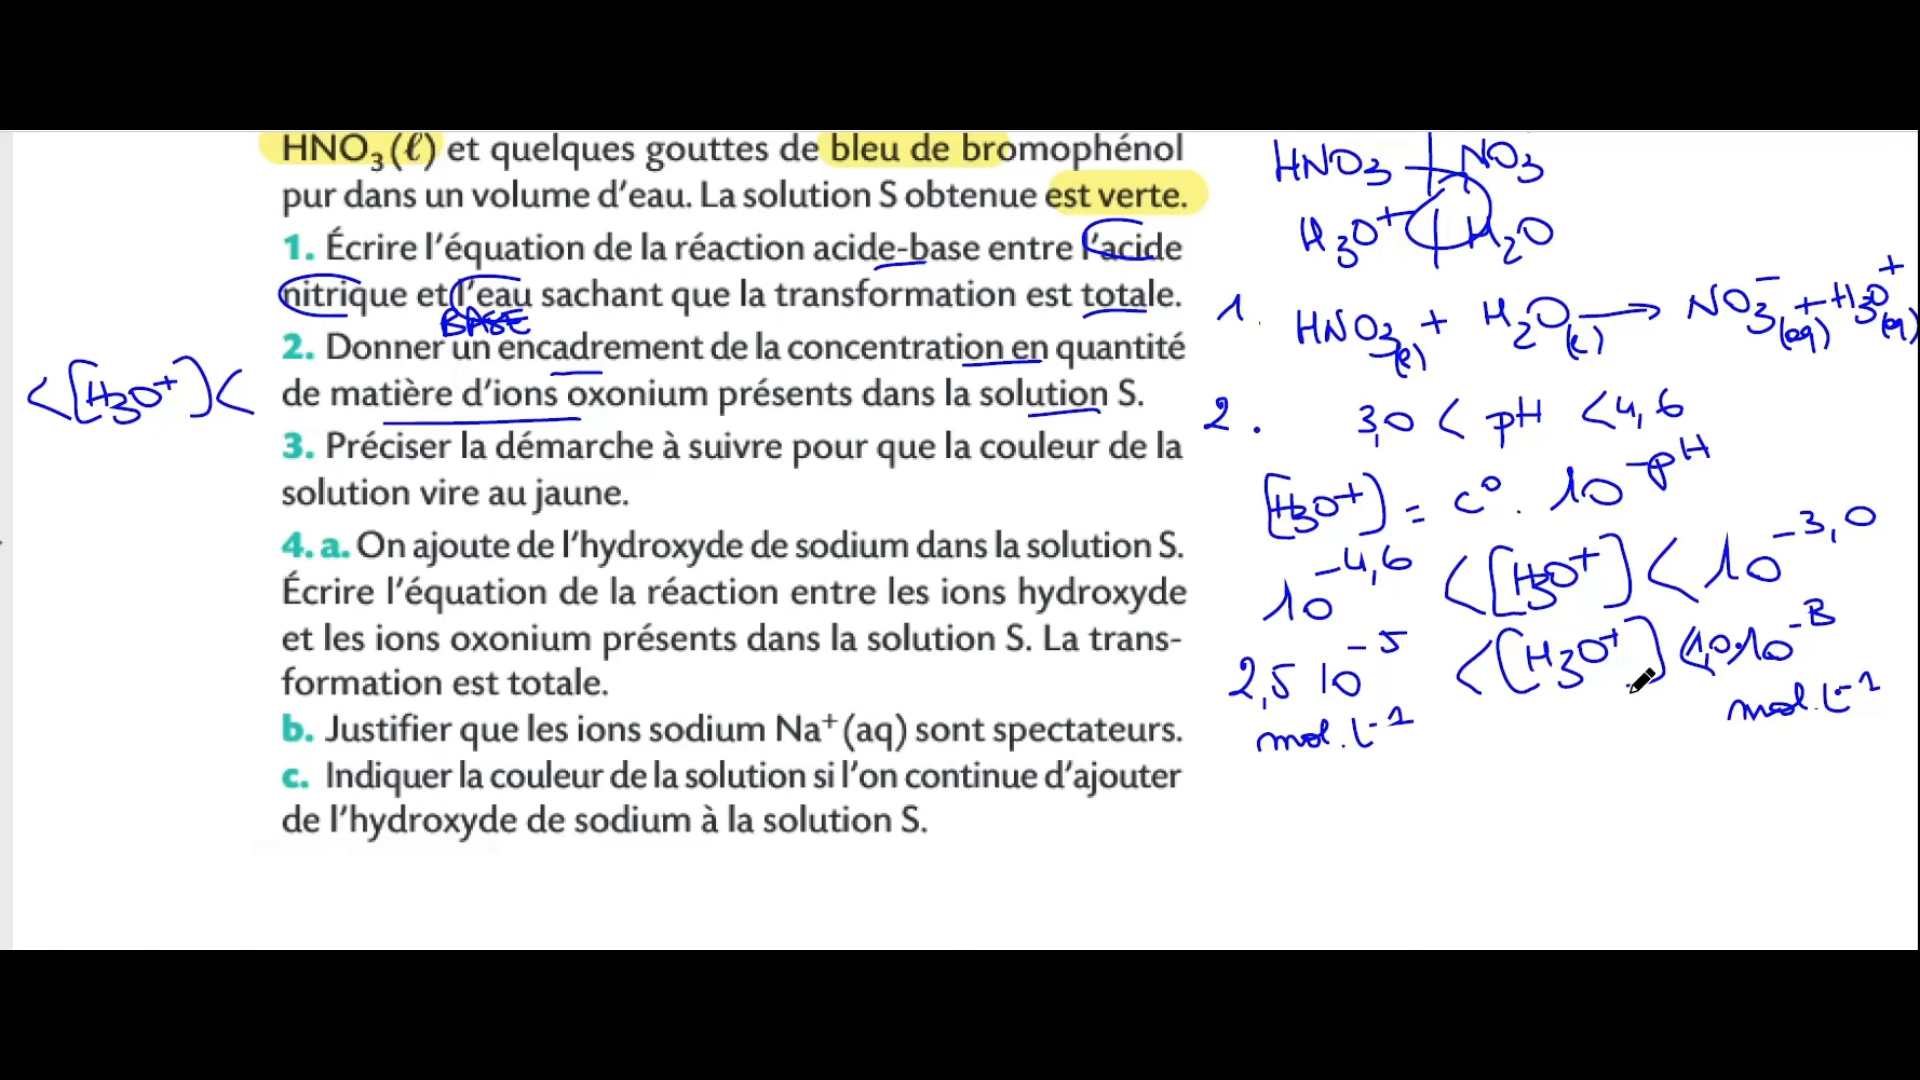 HNO₃(ℓ) et quelques gouttes de bleu de bromophénol
pur dans un volume d'eau. La solution S obtenue est verte.
1. Écrire l'équation de la réaction acide-base entre l'acide
nitrique et l'eau sachant que la transformation est totale.
BASE
2. Donner un encadrement de la concentration en quantité
de matière d'ions oxonium présents dans la solution S.
3. Préciser la démarche à suivre pour que la couleur de la
solution vire au jaune.
4. a. On ajoute de l'hydroxyde de sodium dans la solution S.
Écrire l'équation de la réaction entre les ions hydroxyde
et les ions oxonium présents dans la solution S. La trans-
formation est totale.
b. Justifier que les ions sodium Na⁺(aq) sont spectateurs.
c. Indiquer la couleur de la solution si l'on continue d'ajouter
de l'hydroxyde de sodium à la solution S.
< [H₃O⁺] <
HNO₃ | NO₃
H₃O⁺ | H₂O
1. HNO₃(ℓ) + H₂O(ℓ) → NO₃⁻(aq) + H₃O⁺(aq)
2. 3,0 < pH < 4,6
[H₃O⁺] = c⁰ . 10^-pH
10^-4,6 < [H₃O⁺] < 10^-3,0
2,5 10^-5 < [H₃O⁺] < 1,0.10^-3
mol.L⁻¹ mol.L⁻¹